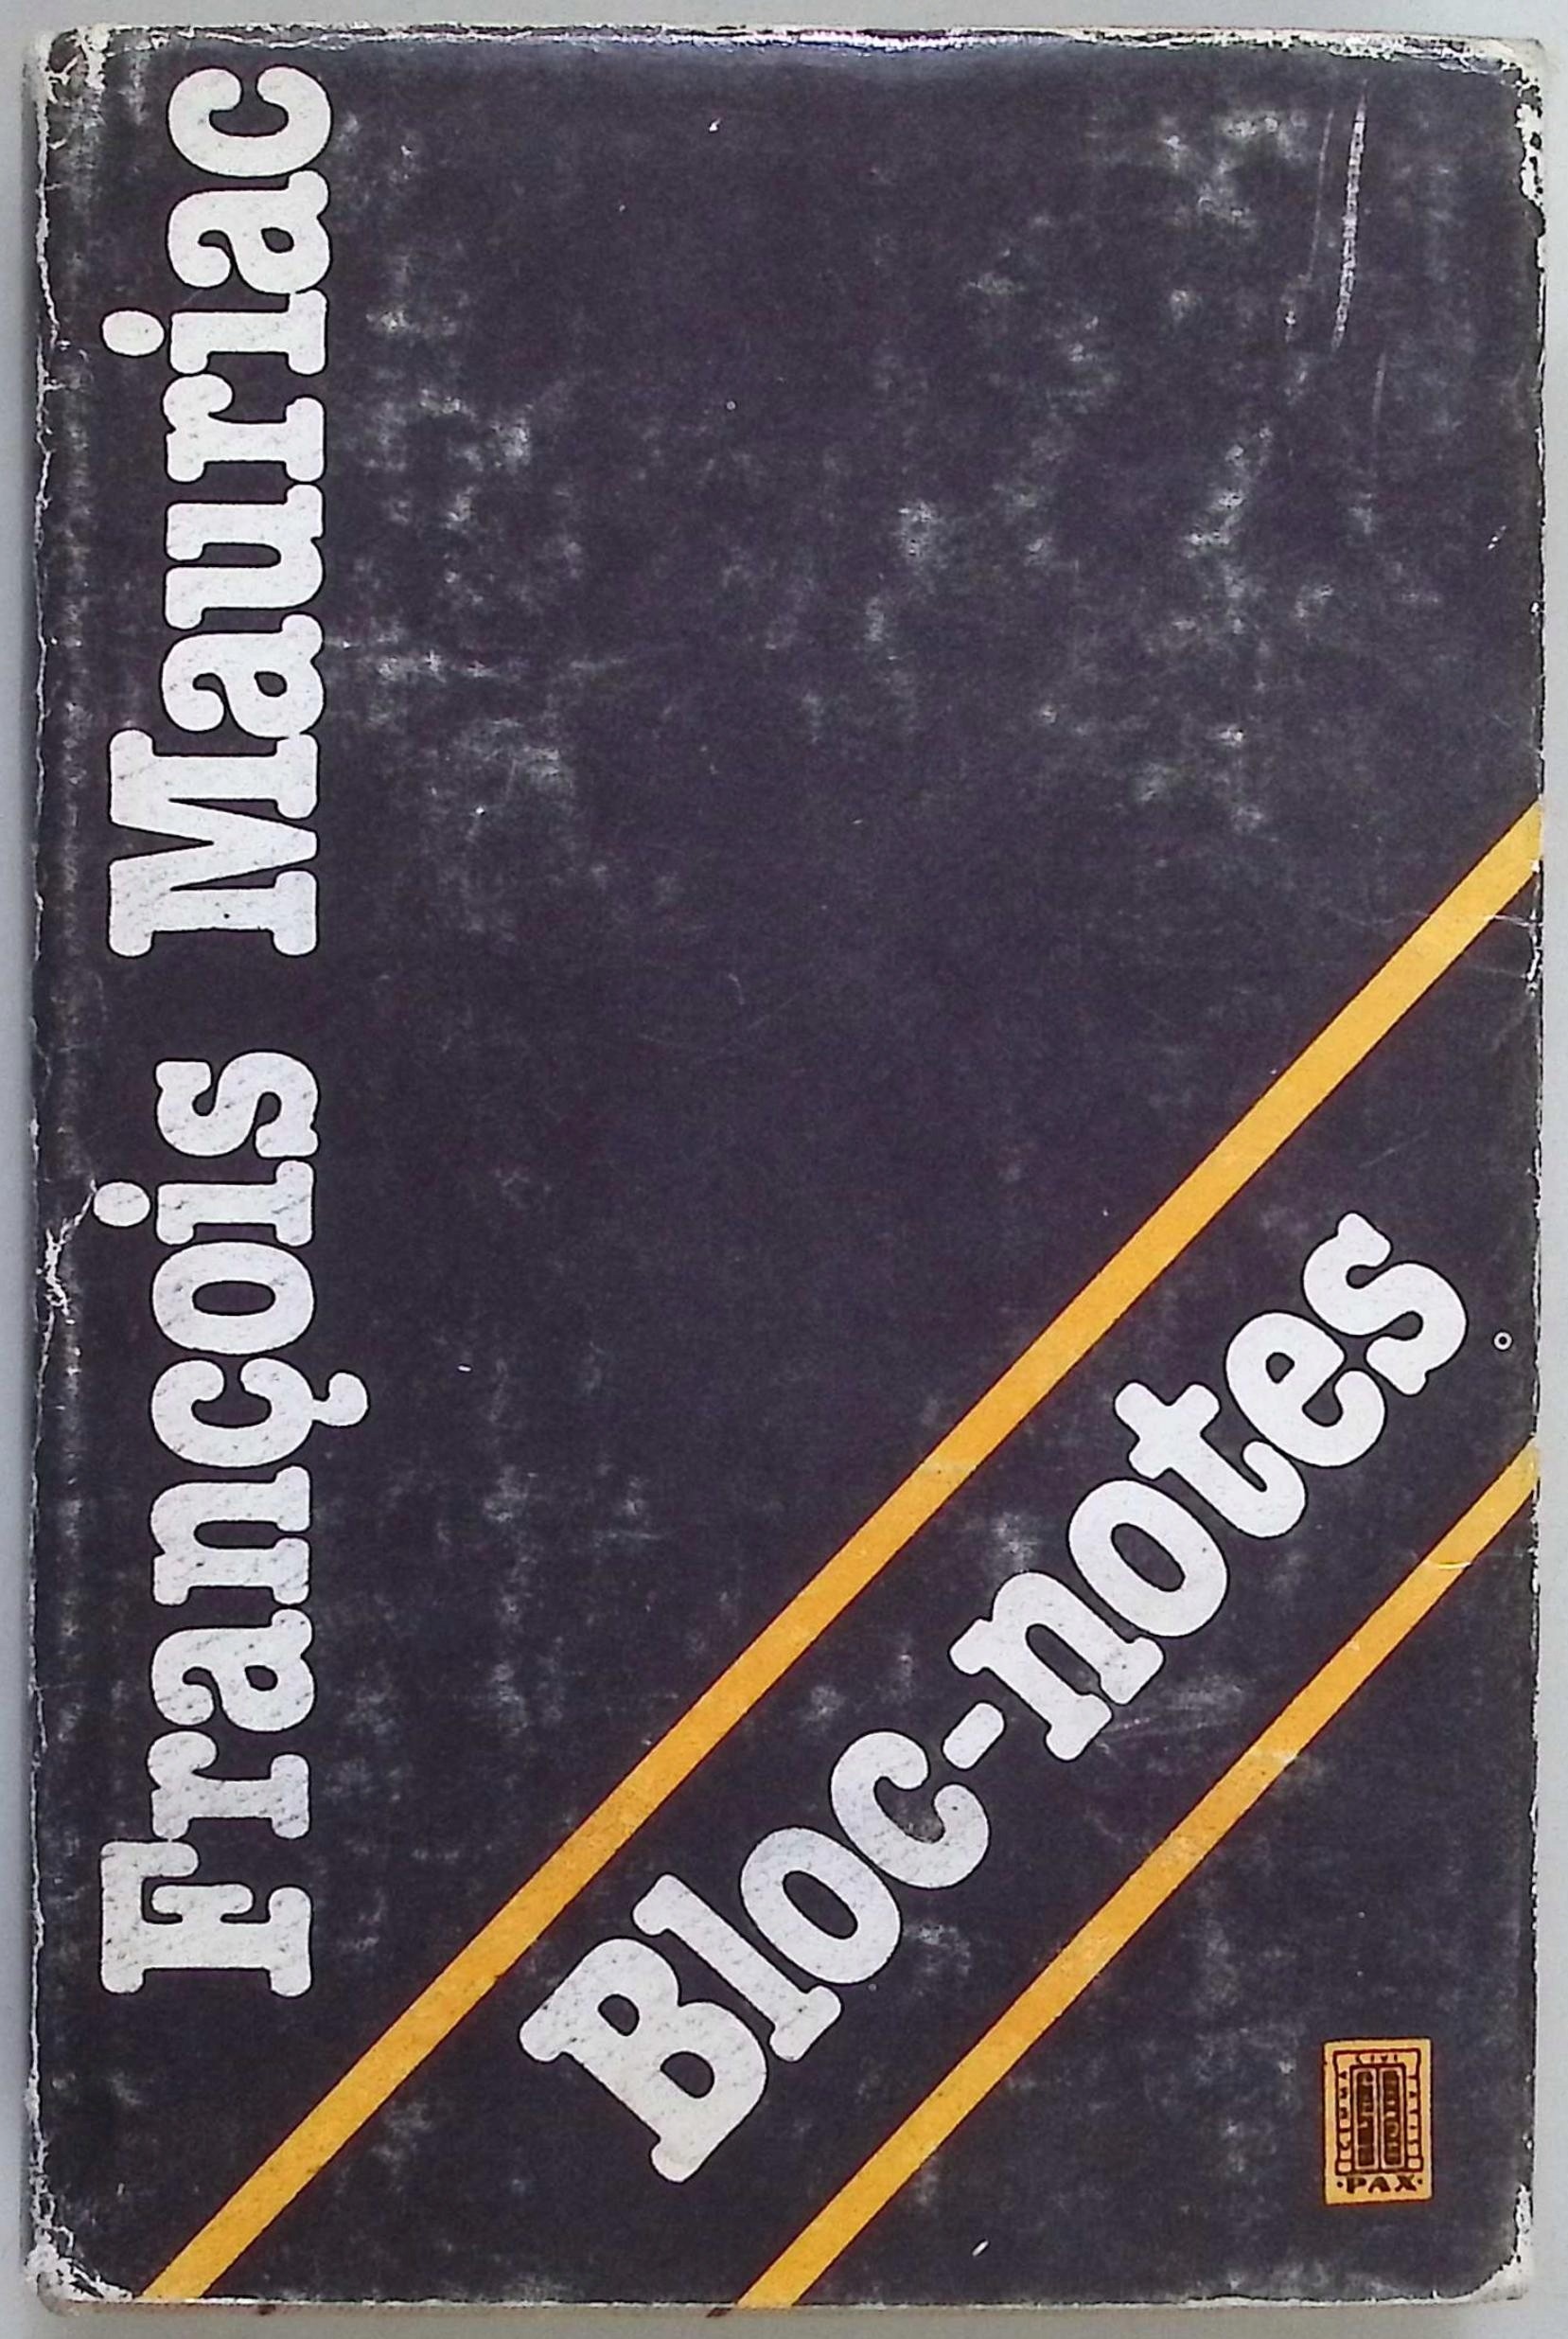 François Mauriac
Bloc-notes
·PAX·